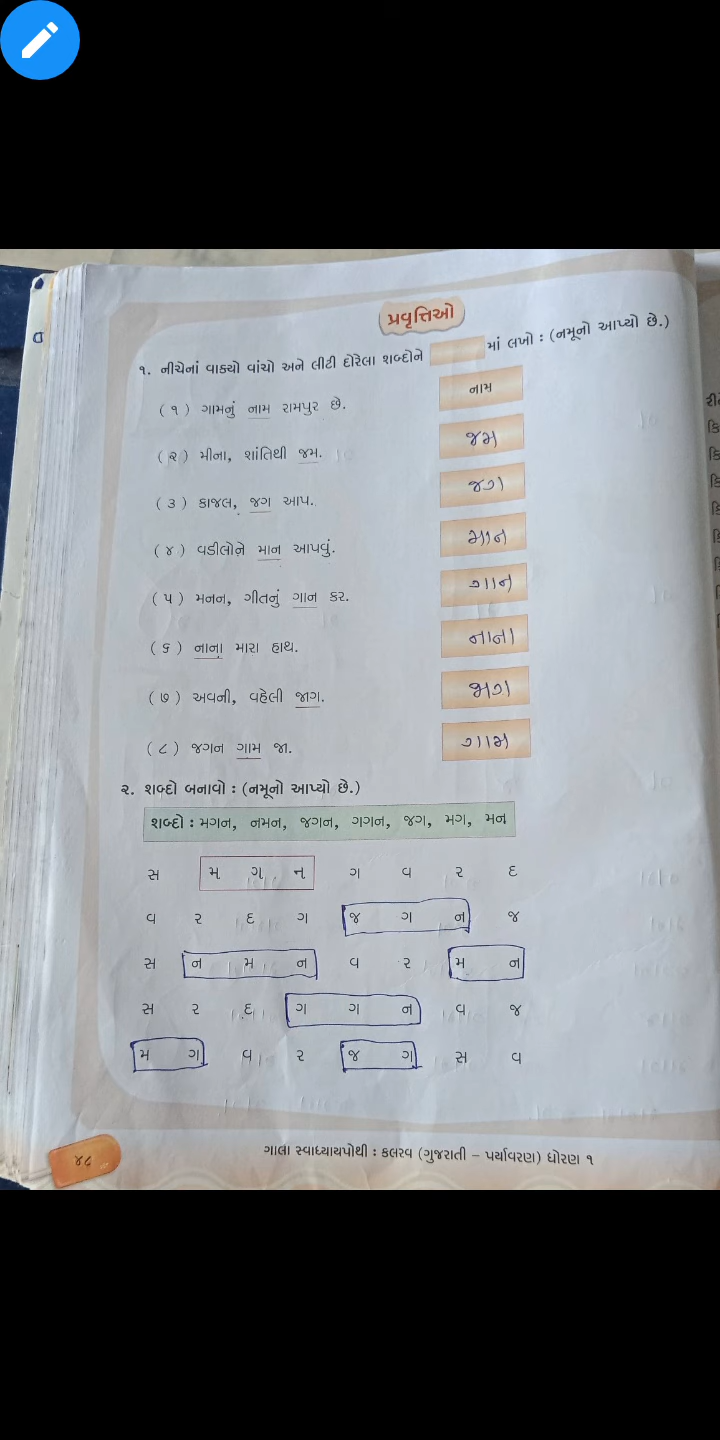 પ્રવૃત્તિઓ
૧. નીચેનાં વાક્યો વાંચો અને લીટી દોરેલા શબ્દોને માં લખો : (નમૂનો આપ્યો છે.)
(૧) ગામનું નામ રામપુર છે. નામ
(૨) મીના, શાંતિથી જમ. જમ
(૩) કાજલ, જગ આપ. જગ
(૪) વડીલોને માન આપવું. માન
(૫) મનન, ગીતનું ગાન કર. ગાન
(૬) નાના મારા હાથ. નાના
(૭) અવની, વહેલી જાગ. જાગ
(૮) જગન ગામ જા. ગામ
૨. શબ્દો બનાવો : (નમૂનો આપ્યો છે.)
શબ્દો : મગન, નમન, જગન, ગગન, જગ, મગ, મન
સ મ ગ ન ગ વ ર દ
વ ર દ ગ જ ગ ન જ
સ ન મ ન વ ર મ ન
સ ર દ ગ ગ ન વ જ
મ ગ વ ર જ ગ સ વ
૪૮ ગાલા સ્વાધ્યાયપોથી : કલરવ (ગુજરાતી – પર્યાવરણ) ધોરણ ૧